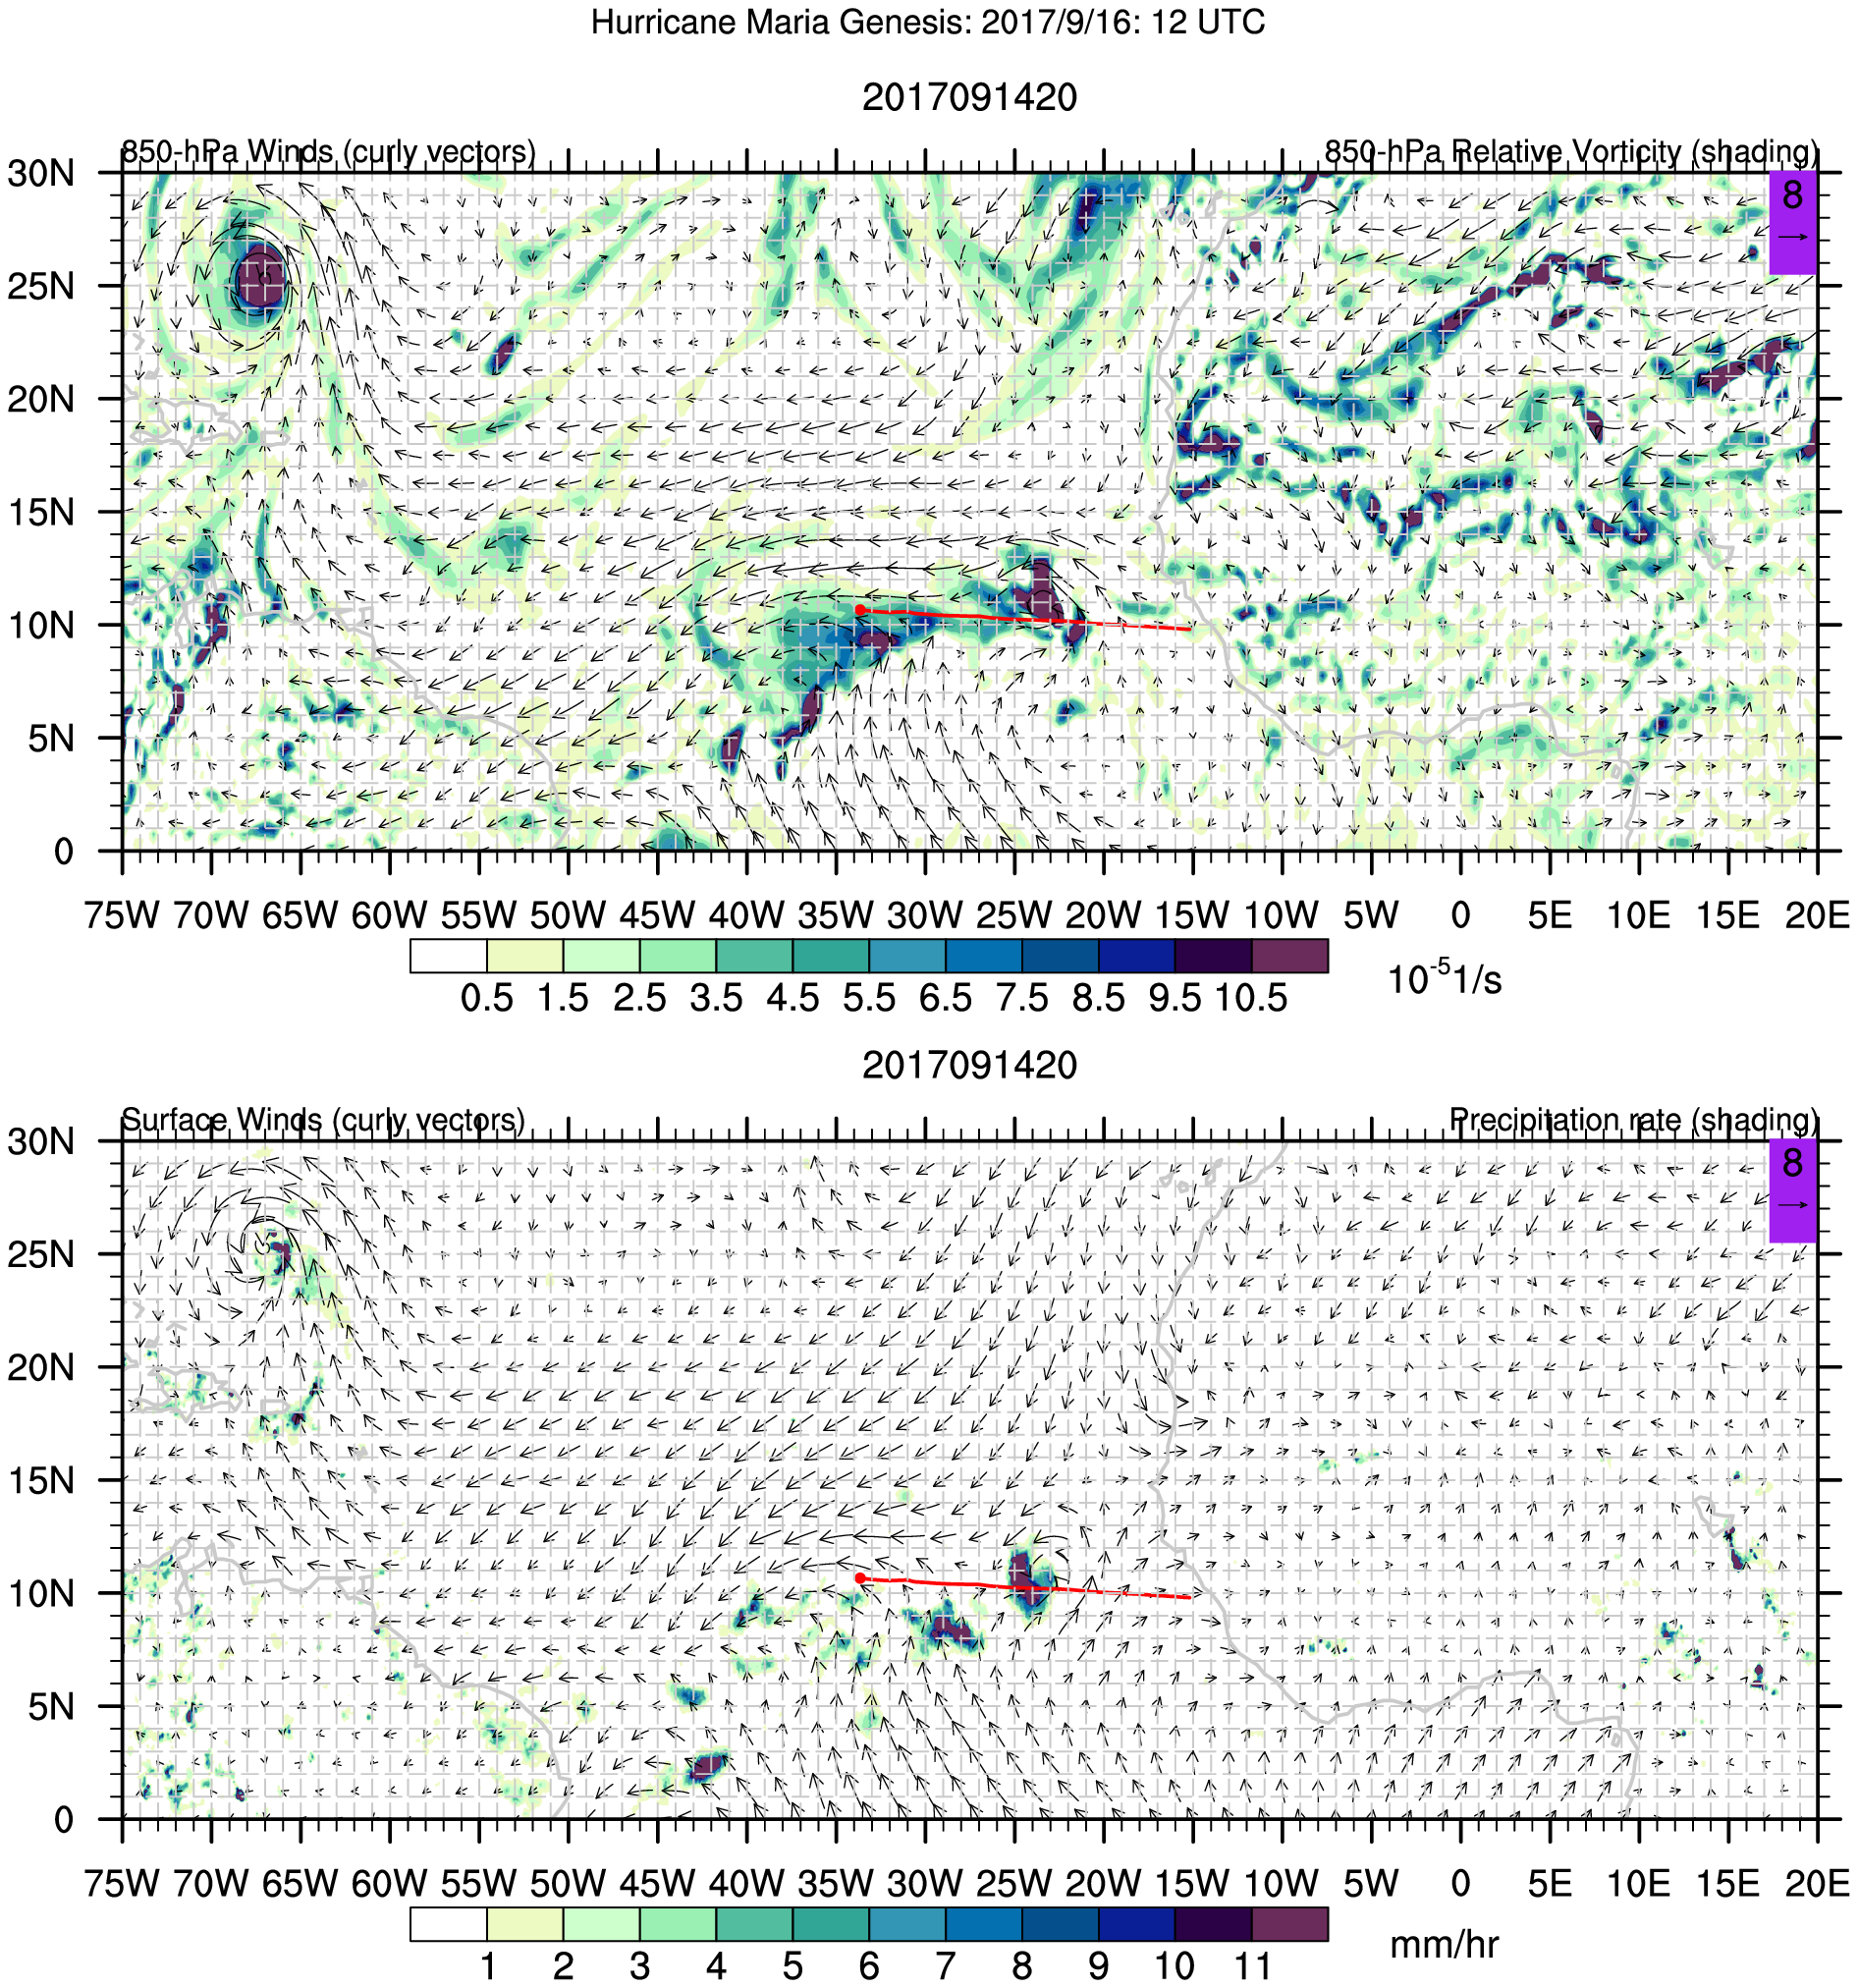 Hurricane Maria Genesis: 2017/9/16: 12 UTC
2017091420
850-hPa Winds (curly vectors) 850-hPa Relative Vorticity (shading)
30N
8
25N
20N
15N
10N
5N
0
75W 70W 65W 60W 55W 50W 45W 40W 35W 30W 25W 20W 15W 10W 5W 0 5E 10E 15E 20E
0.5 1.5 2.5 3.5 4.5 5.5 6.5 7.5 8.5 9.5 10.5
10⁻⁵1/s
2017091420
Surface Winds (curly vectors) Precipitation rate (shading)
30N
8
25N
20N
15N
10N
5N
0
75W 70W 65W 60W 55W 50W 45W 40W 35W 30W 25W 20W 15W 10W 5W 0 5E 10E 15E 20E
1 2 3 4 5 6 7 8 9 10 11
mm/hr